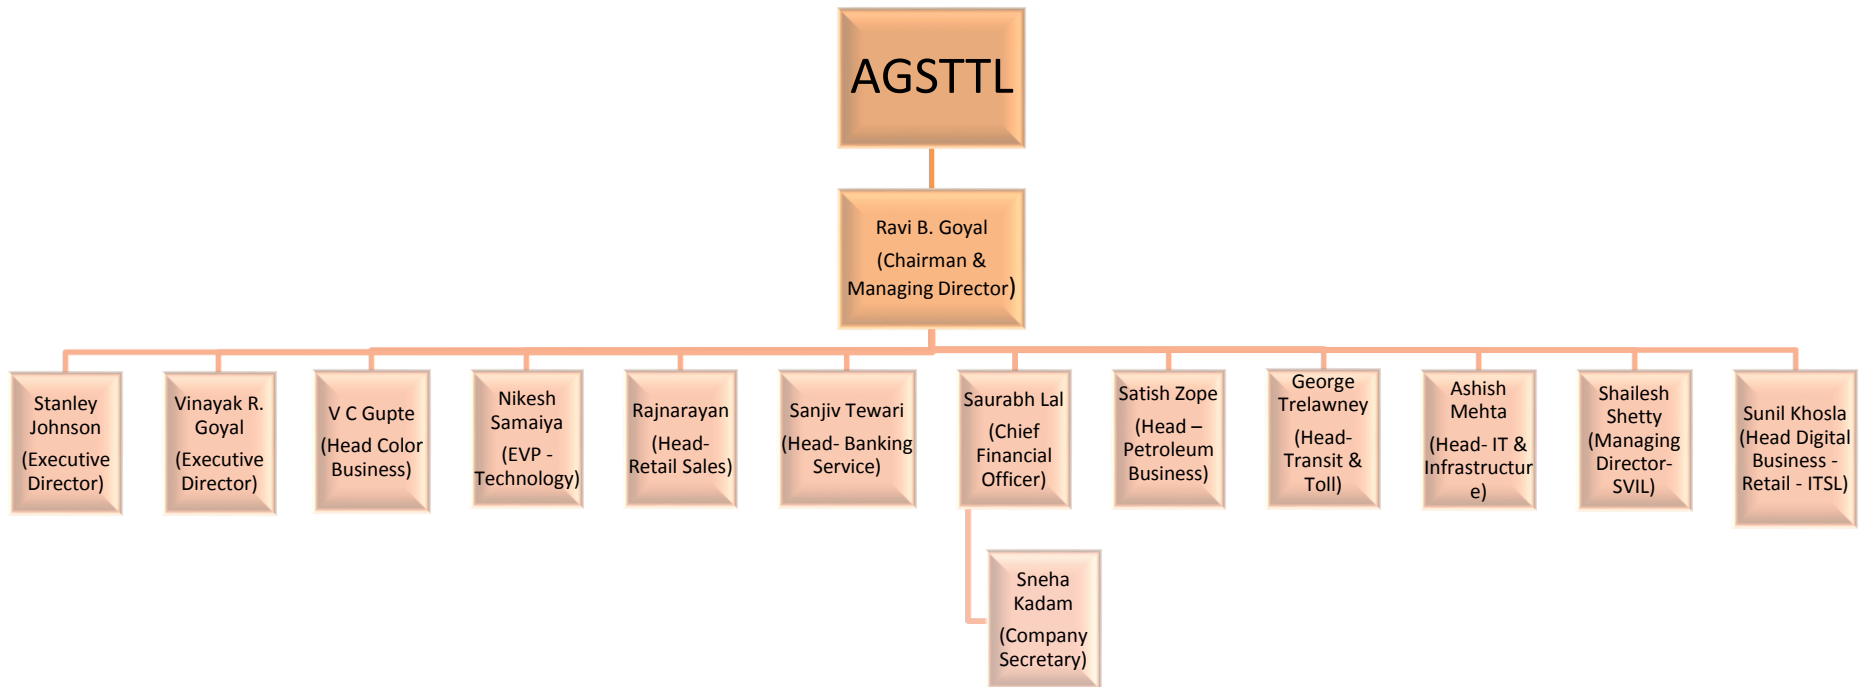 AGSTTL
Ravi B. Goyal
(Chairman &
Managing Director)
Stanley
Johnson
(Executive
Director)
Vinayak R.
Goyal
(Executive
Director)
V C Gupte
(Head Color
Business)
Nikesh
Samaiya
(EVP -
Technology)
Rajnarayan
(Head-
Retail Sales)
Sanjiv Tewari
(Head- Banking
Service)
Saurabh Lal
(Chief
Financial
Officer)
Satish Zope
(Head –
Petroleum
Business)
George
Trelawney
(Head-
Transit &
Toll)
Ashish
Mehta
(Head- IT &
Infrastructur
e)
Shailesh
Shetty
(Managing
Director-
SVIL)
Sunil Khosla
(Head Digital
Business -
Retail - ITSL)
Sneha
Kadam
(Company
Secretary)